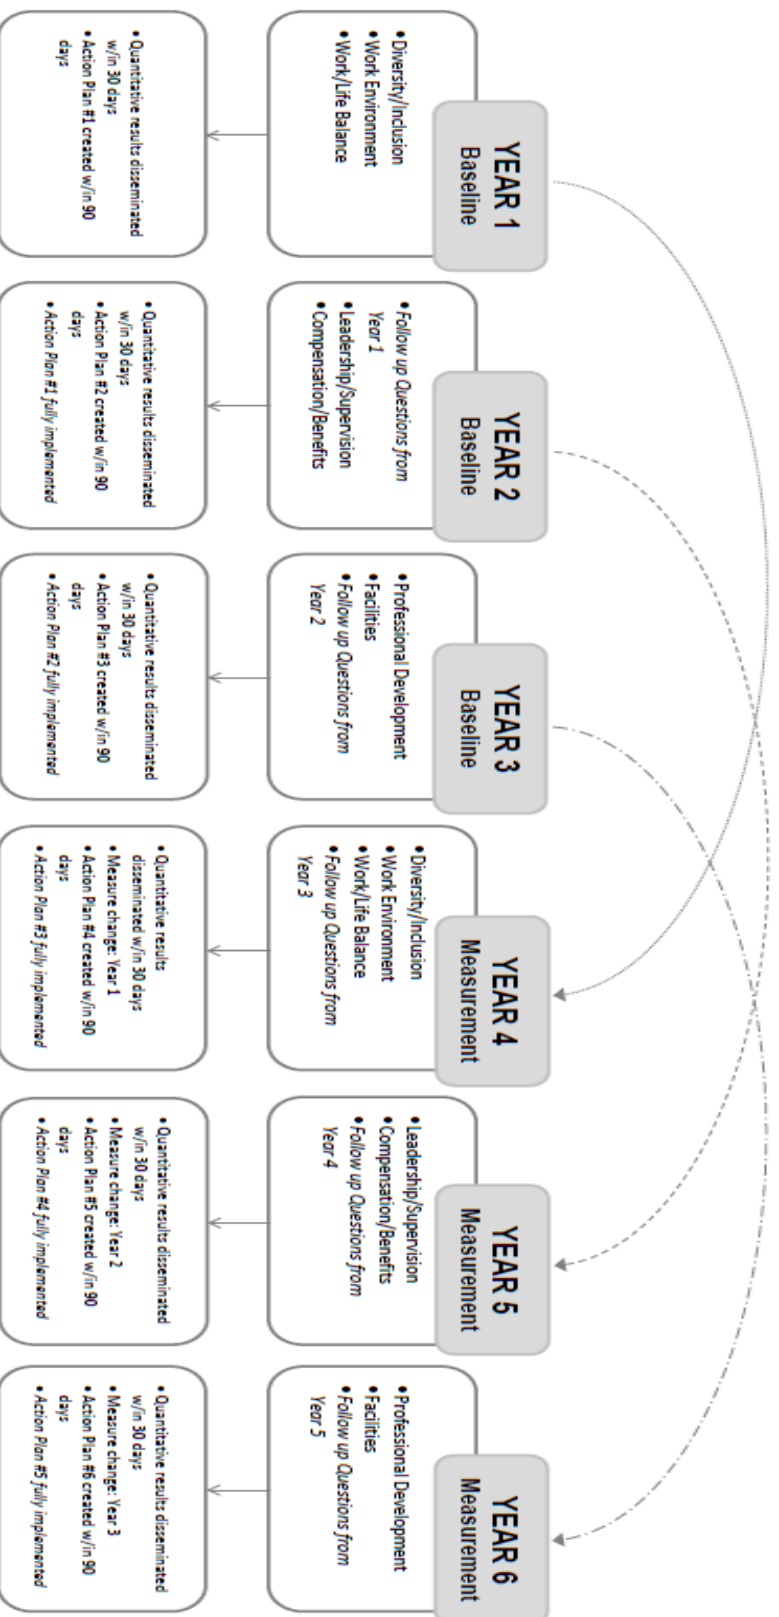 YEAR 1
Baseline
• Diversity/Inclusion
• Work Environment
• Work/Life Balance
• Quantitative results disseminated
w/in 30 days
• Action Plan #1 created w/in 90
days
YEAR 2
Baseline
• Follow up Questions from
Year 1
• Leadership/Supervision
• Compensation/Benefits
• Quantitative results disseminated
w/in 30 days
• Action Plan #2 created w/in 90
days
• Action Plan #1 fully implemented
YEAR 3
Baseline
• Professional Development
• Facilities
• Follow up Questions from
Year 2
• Quantitative results disseminated
w/in 30 days
• Action Plan #3 created w/in 90
days
• Action Plan #2 fully implemented
YEAR 4
Measurement
• Diversity/Inclusion
• Work Environment
• Work/Life Balance
• Follow up Questions from
Year 3
• Quantitative results
disseminated w/in 30 days
• Measure change: Year 1
• Action Plan #4 created w/in 90
days
• Action Plan #3 fully implemented
YEAR 5
Measurement
• Leadership/Supervision
• Compensation/Benefits
• Follow up Questions from
Year 4
• Quantitative results disseminated
w/in 30 days
• Measure change: Year 2
• Action Plan #5 created w/in 90
days
• Action Plan #4 fully implemented
YEAR 6
Measurement
• Professional Development
• Facilities
• Follow up Questions from
Year 5
• Quantitative results disseminated
w/in 30 days
• Measure change: Year 3
• Action Plan #6 created w/in 90
days
• Action Plan #5 fully implemented